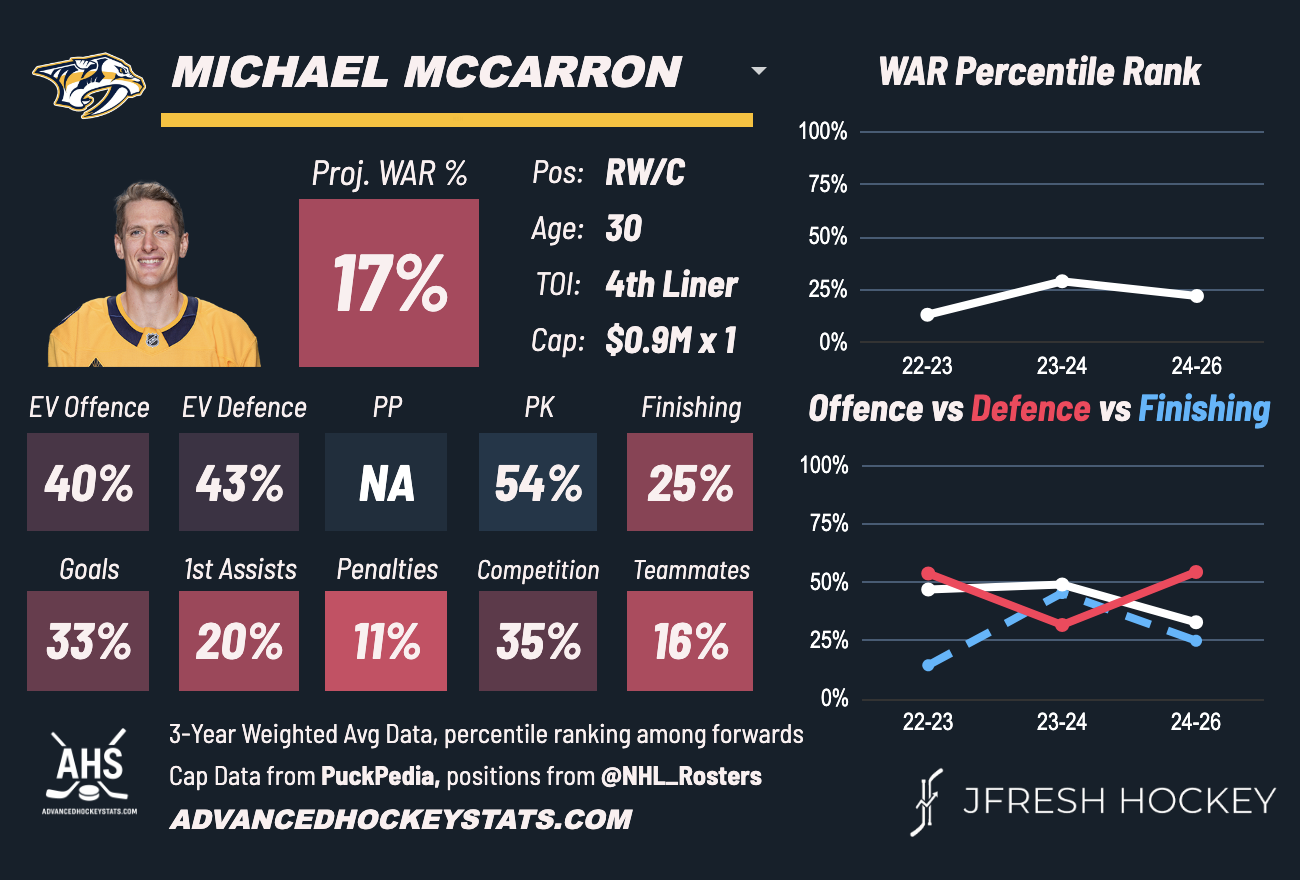 MICHAEL MCCARRON
WAR Percentile Rank
Proj. WAR %
17%
Pos: RW/C
Age: 30
TOI: 4th Liner
Cap: $0.9M x 1
100%
75%
50%
25%
0%
22-23 23-24 24-26
EV Offence EV Defence PP PK Finishing
40% 43% NA 54% 25%
Goals 1st Assists Penalties Competition Teammates
33% 20% 11% 35% 16%
Offence vs Defence vs Finishing
100%
75%
50%
25%
0%
22-23 23-24 24-26
AHS
ADVANCEDHOCKEYSTATS.COM
3-Year Weighted Avg Data, percentile ranking among forwards
Cap Data from PuckPedia, positions from @NHL_Rosters
ADVANCEDHOCKEYSTATS.COM
JFRESH HOCKEY